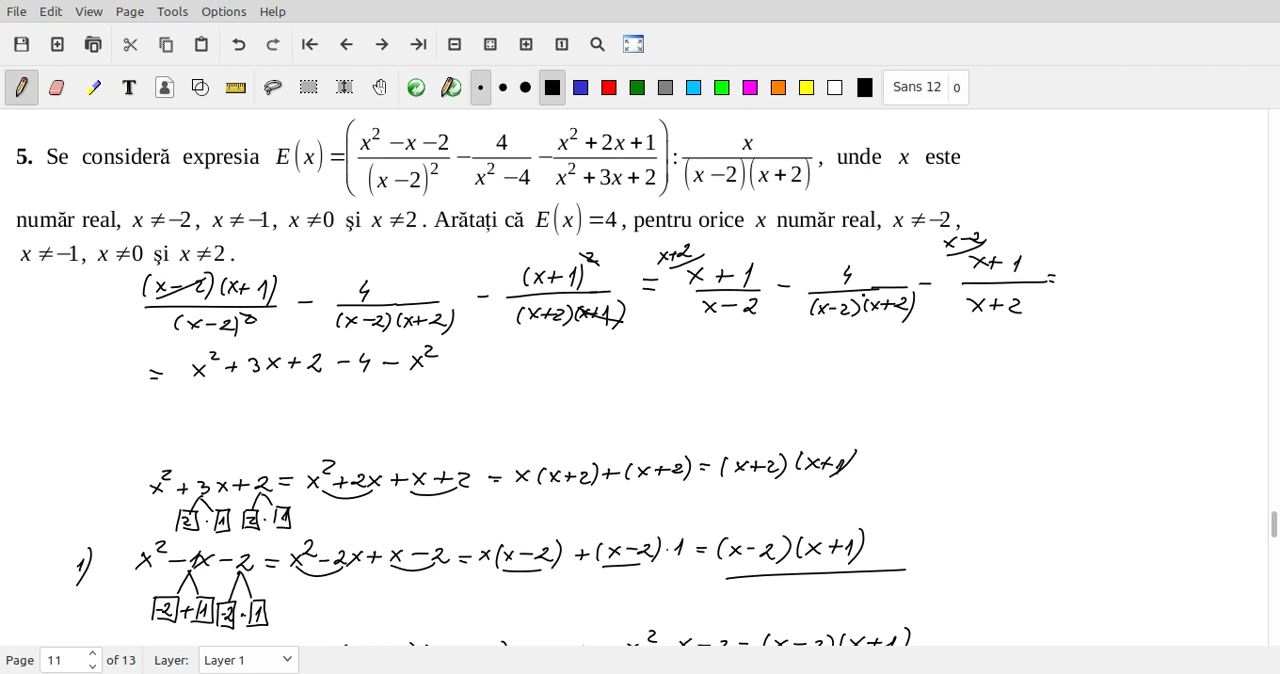 File Edit View Page Tools Options Help
Sans 12 0
5. Se consideră expresia E(x)=((x²−x−2)/(x−2)² − 4/(x²−4) − (x²+2x+1)/(x²+3x+2)) : x/((x−2)(x+2)), unde x este
număr real, x≠−2, x≠−1, x≠0 și x≠2. Arătați că E(x)=4, pentru orice x număr real, x≠−2,
x≠−1, x≠0 și x≠2.
(x−2)(x+1)/(x−2)² − 4/((x−2)(x+2)) − (x+1)²/((x+2)(x+1)) = x+2) (x+1)/(x−2) − 4/((x−2)(x+2)) − x−2) (x+1)/(x+2) =
= x²+3x+2−4−x²
x²+3x+2 = x²+2x+x+2 = x(x+2)+(x+2) = (x+2)(x+1)
2 · 1 2 · 1
1) x²−1x−2 = x²−2x+x−2 = x(x−2)+(x−2)·1 = (x−2)(x+1)
-2 + 1 -2 · 1
x²−x−2 = (x−2)(x+1)
Page 11 of 13 Layer: Layer 1